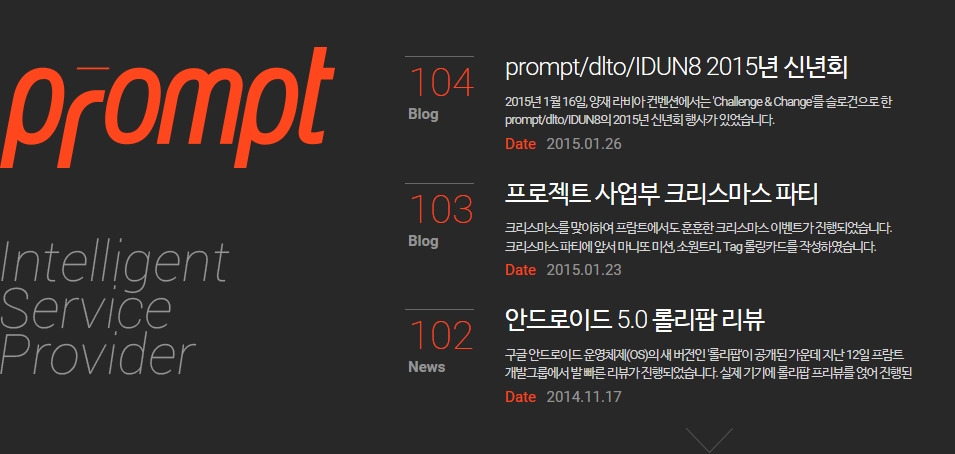 prompt
Intelligent
Service
Provider
104
Blog
prompt/dlto/IDUN8 2015년 신년회
2015년 1월 16일, 양재 라비아 컨벤션에서는 'Challenge & Change'를 슬로건으로 한
prompt/dlto/IDUN8의 2015년 신년회 행사가 있었습니다.
Date 2015.01.26
103
Blog
프로젝트 사업부 크리스마스 파티
크리스마스를 맞이하여 프람트에서도 훈훈한 크리스마스 이벤트가 진행되었습니다.
크리스마스 파티에 앞서 마니또 미션, 소원트리, Tag 롤링카드를 작성하였습니다.
Date 2015.01.23
102
News
안드로이드 5.0 롤리팝 리뷰
구글 안드로이드 운영체제(OS)의 새 버전인 '롤리팝'이 공개된 가운데 지난 12일 프람트
개발그룹에서 발 빠른 리뷰가 진행되었습니다. 실제 기기에 롤리팝 프리뷰를 얹어 진행된
Date 2014.11.17